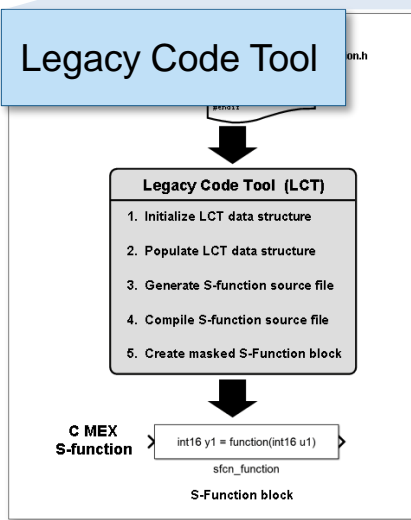 Legacy Code Tool
on.h
#endif
Legacy Code Tool (LCT)
1. Initialize LCT data structure
2. Populate LCT data structure
3. Generate S-function source file
4. Compile S-function source file
5. Create masked S-Function block
C MEX
S-function
int16 y1 = function(int16 u1)
sfcn_function
S-Function block